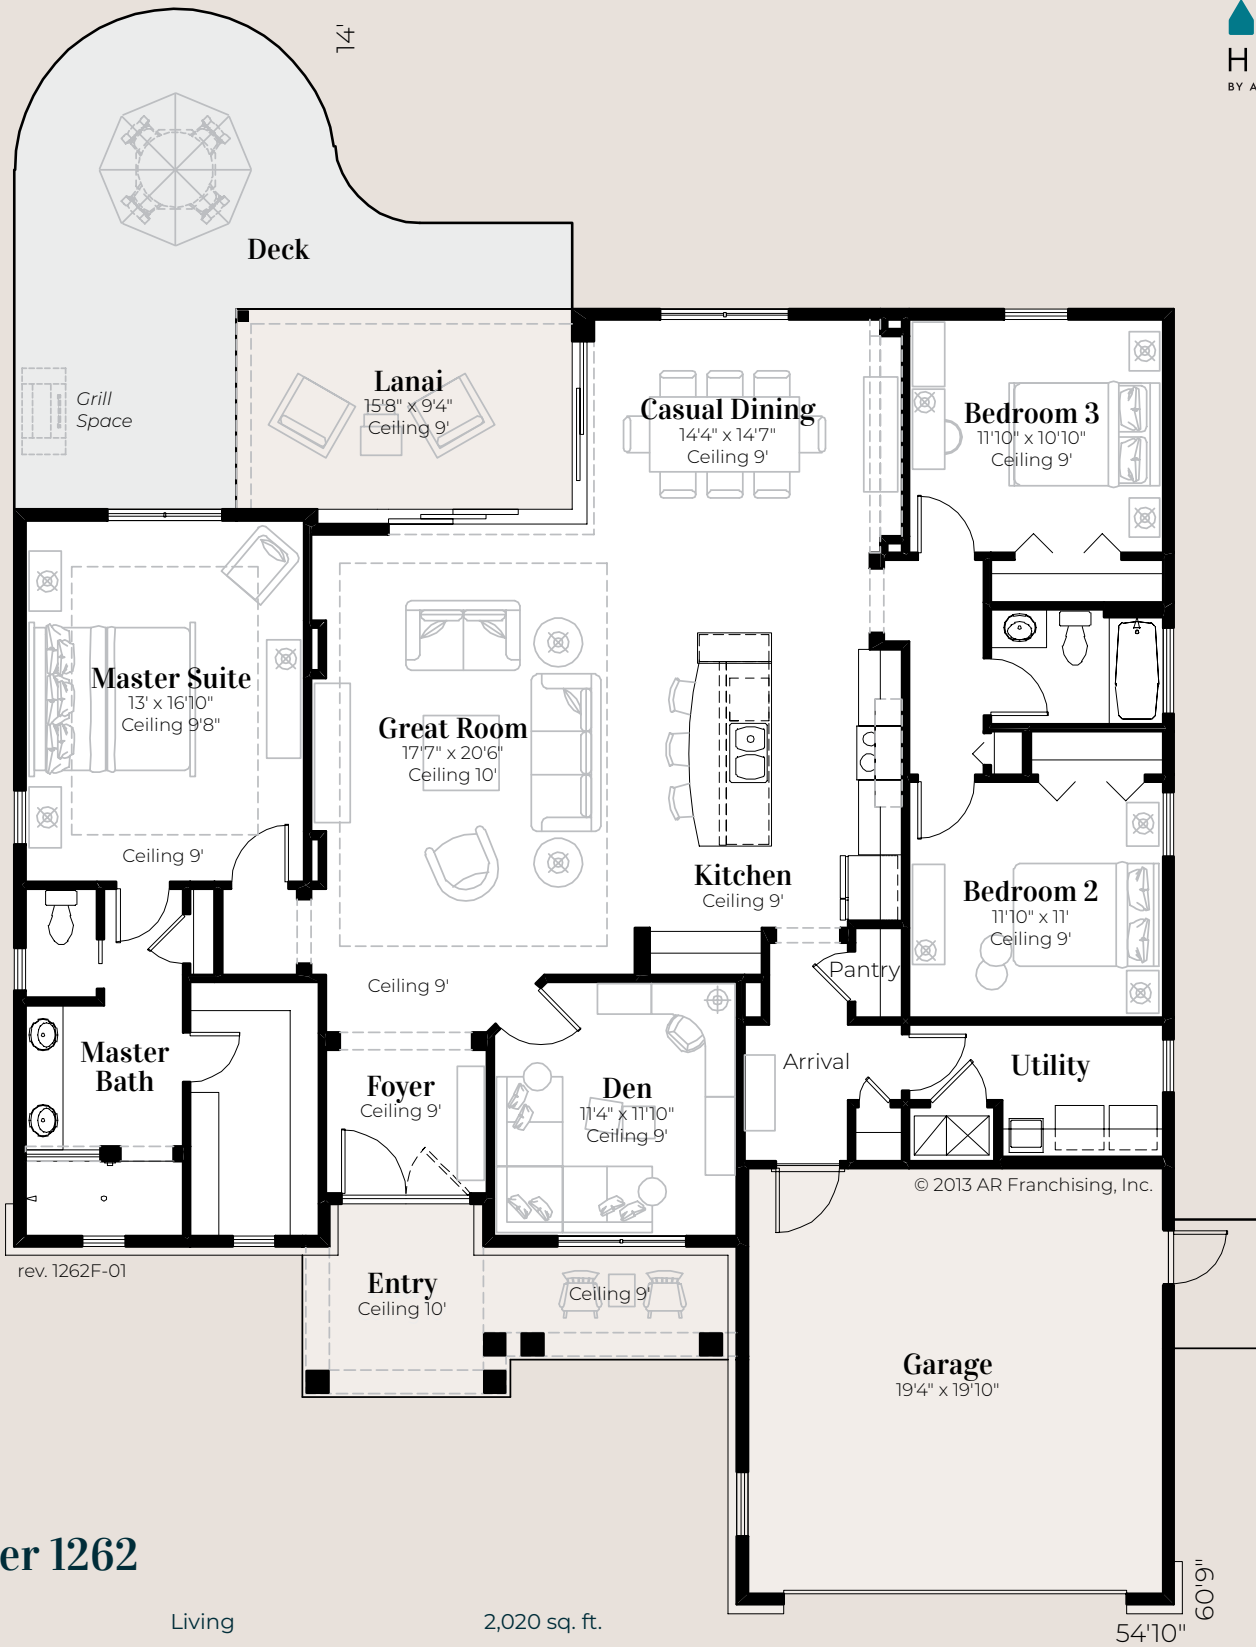 14'
H
BY A
Deck
Grill
Space
Lanai
15'8" x 9'4"
Ceiling 9'
Casual Dining
14'4" x 14'7"
Ceiling 9'
Bedroom 3
11'10" x 10'10"
Ceiling 9'
Master Suite
13' x 16'10"
Ceiling 9'8"
Ceiling 9'
Great Room
17'7" x 20'6"
Ceiling 10'
Ceiling 9'
Kitchen
Ceiling 9'
Bedroom 2
11'10" x 11'
Ceiling 9'
Pantry
Master
Bath
Foyer
Ceiling 9'
Den
11'4" x 11'10"
Ceiling 9'
Arrival
Utility
© 2013 AR Franchising, Inc.
rev. 1262F-01
Entry
Ceiling 10'
Ceiling 9'
Garage
19'4" x 19'10"
er 1262
Living 2,020 sq. ft.
60'9"
54'10"